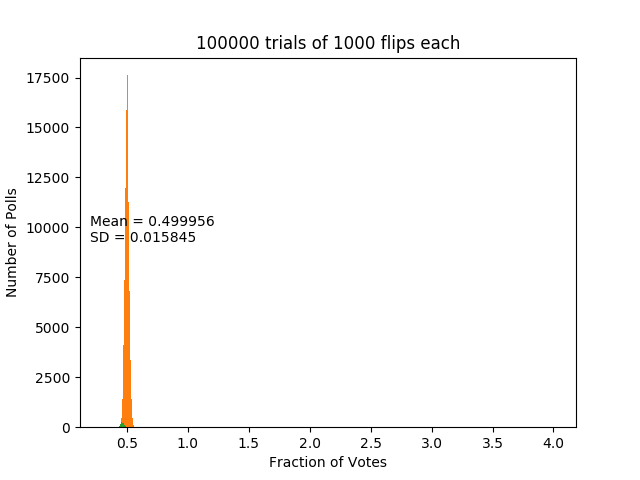 100000 trials of 1000 flips each
17500
15000
12500
10000
7500
5000
2500
0
Number of Polls
Mean = 0.499956
SD = 0.015845
0.5 1.0 1.5 2.0 2.5 3.0 3.5 4.0
Fraction of Votes